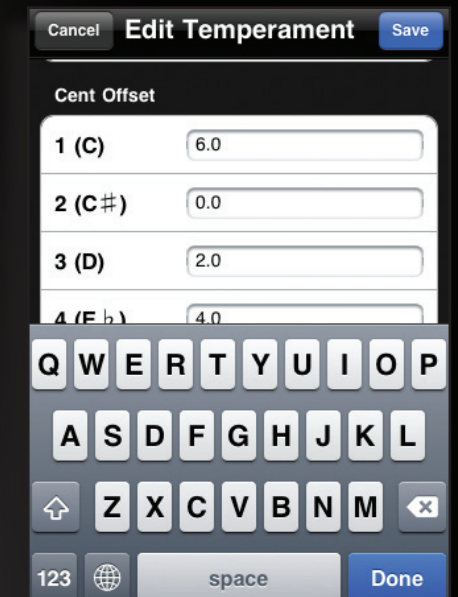 Cancel Edit Temperament Save
Cent Offset
1 (C) 6.0
2 (C♯) 0.0
3 (D) 2.0
4 (E♭) 4.0
Q W E R T Y U I O P
A S D F G H J K L
Z X C V B N M
123 space Done